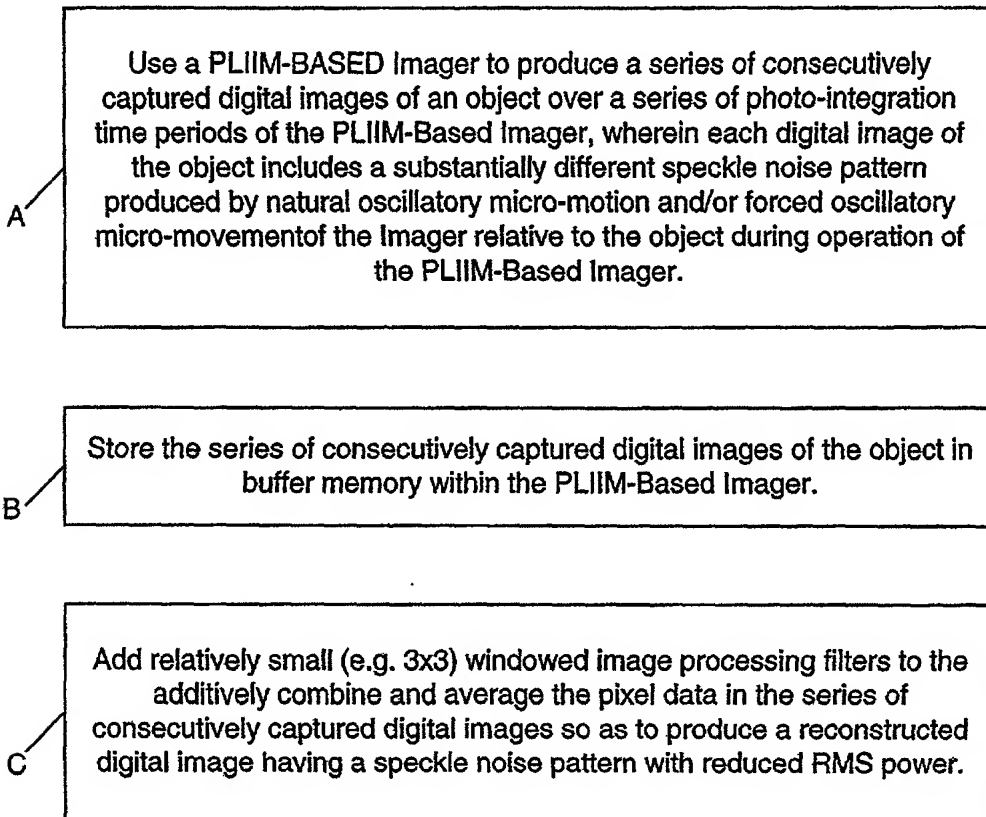 Use a PLIIM-BASED Imager to produce a series of consecutively
captured digital images of an object over a series of photo-integration
time periods of the PLIIM-Based Imager, wherein each digital image of
the object includes a substantially different speckle noise pattern
produced by natural oscillatory micro-motion and/or forced oscillatory
micro-movementof the Imager relative to the object during operation of
the PLIIM-Based Imager.
A
Store the series of consecutively captured digital images of the object in
buffer memory within the PLIIM-Based Imager.
B
Add relatively small (e.g. 3x3) windowed image processing filters to the
additively combine and average the pixel data in the series of
consecutively captured digital images so as to produce a reconstructed
digital image having a speckle noise pattern with reduced RMS power.
C